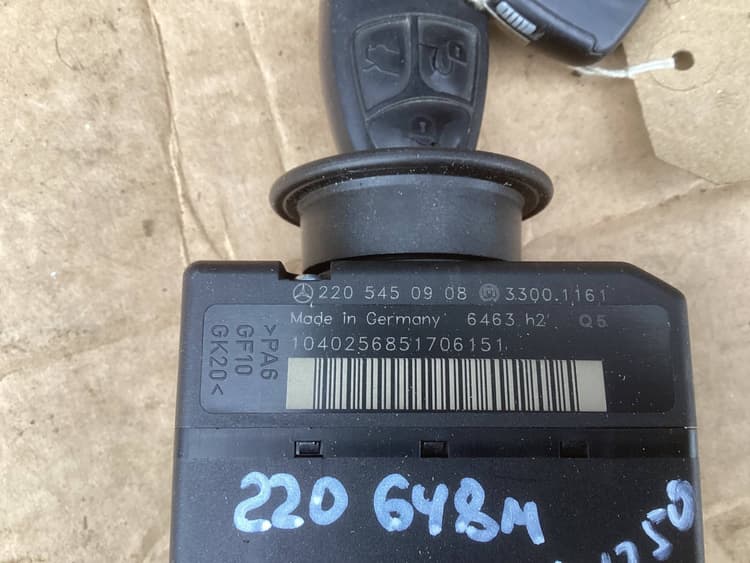 220 545 09 08 3300.1161
Made in Germany 6463 h2 Q5
1040256851706151
>PA6
GF10
GK20<
220 648M